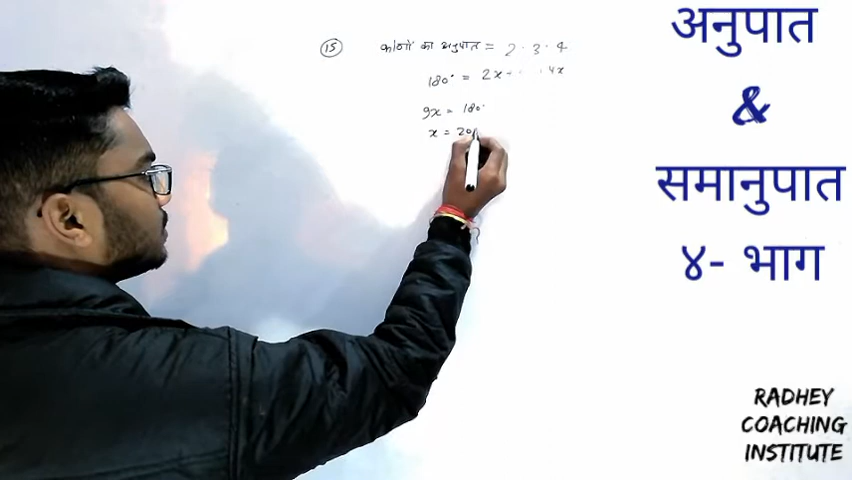 (15) कोणों का अनुपात = 2 : 3 : 4
180° = 2x + 4x
9x = 180°
x = 20
अनुपात
&
समानुपात
४- भाग
RADHEY
COACHING
INSTITUTE